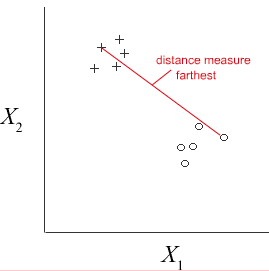 distance measure
farthest
X₂
X₁